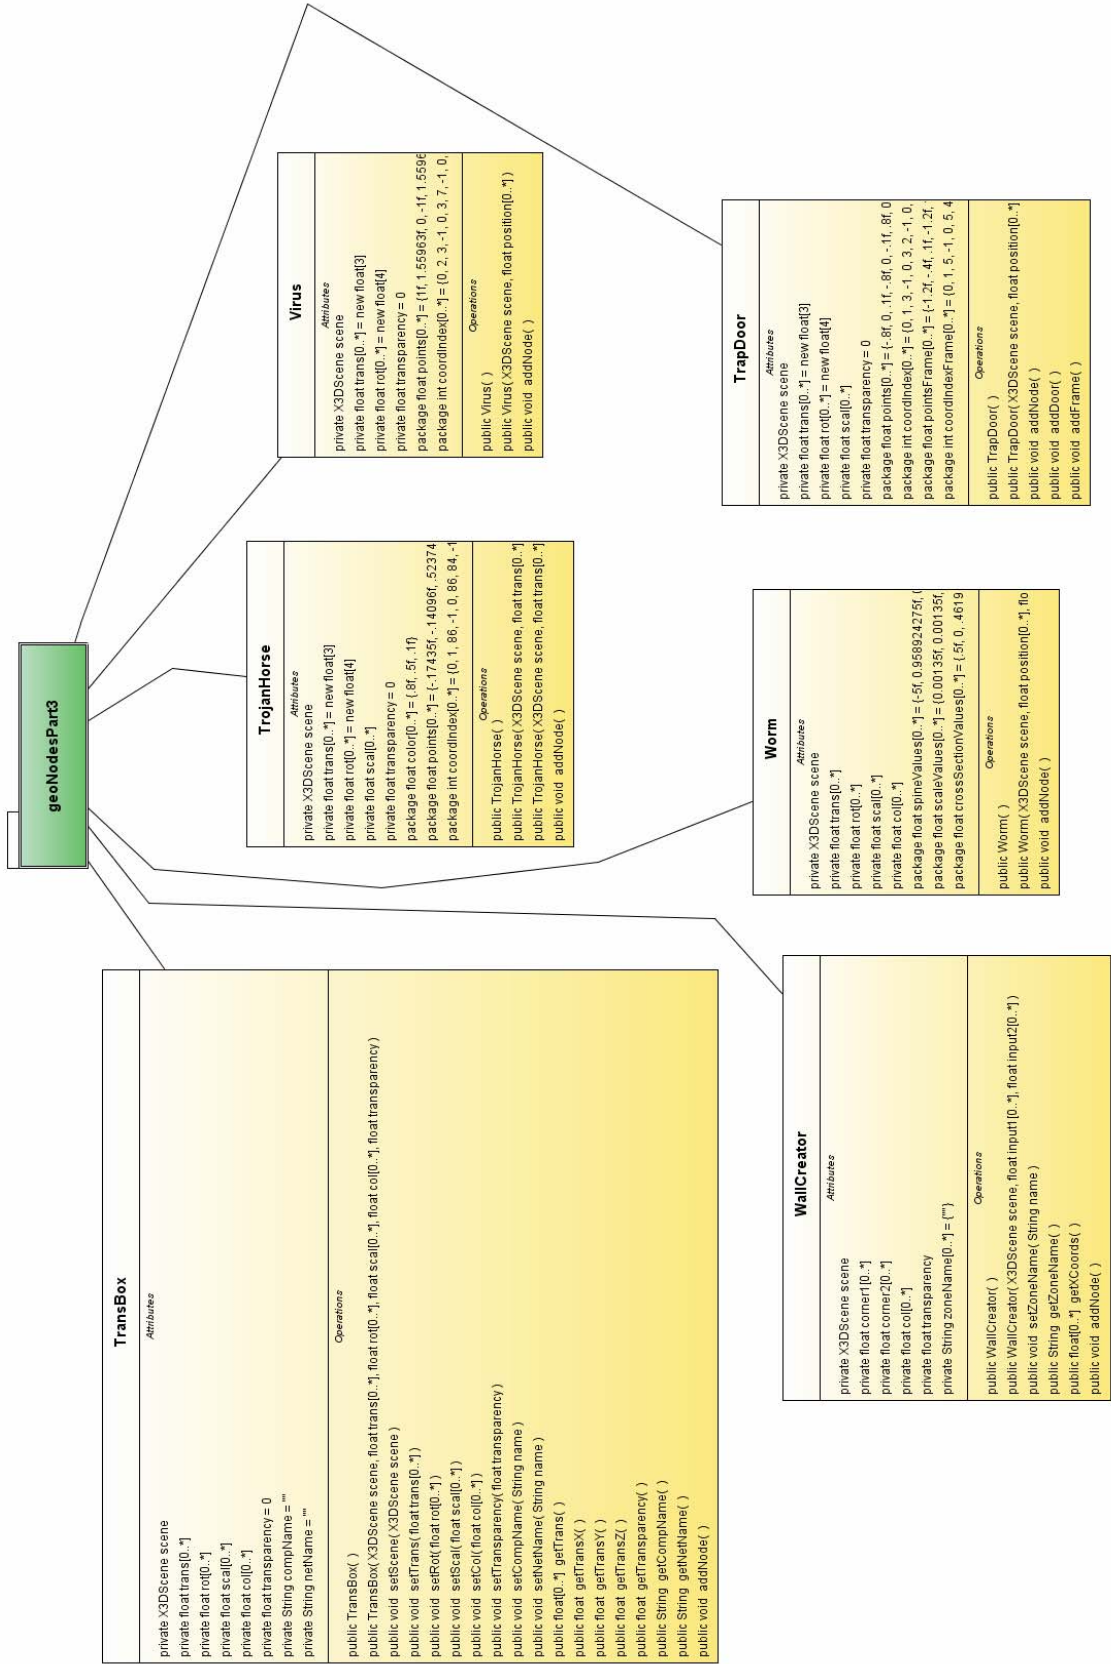 geoNodesPart3
TransBox
Attributes
private X3DScene scene
private float trans[0..*]
private float rot[0..*]
private float scal[0..*]
private float col[0..*]
private float transparency = 0
private String compName = ""
private String netName = ""
Operations
public TransBox( )
public TransBox( X3DScene scene, float trans[0..*], float rot[0..*], float scal[0..*], float col[0..*], float transparency )
public void setScene( X3DScene scene )
public void setTrans( float trans[0..*] )
public void setRot( float rot[0..*] )
public void setScal( float scal[0..*] )
public void setCol( float col[0..*] )
public void setTransparency( float transparency )
public void setCompName( String name )
public void setNetName( String name )
public float[0..*] getTrans( )
public float getTransX( )
public float getTransY( )
public float getTransZ( )
public float getTransparency( )
public String getCompName( )
public String getNetName( )
public void addNode( )
TrojanHorse
Attributes
private X3DScene scene
private float trans[0..*] = new float[3]
private float rot[0..*] = new float[4]
private float scal[0..*]
private float transparency = 0
package float color[0..*] = {.8f, .5f, .1f}
package float points[0..*] = {-.17435f, -.14096f, .52374
package int coordIndex[0..*] = {0, 1, 86, -1, 0, 86, 84, -1
Operations
public TrojanHorse( )
public TrojanHorse( X3DScene scene, float trans[0..*]
public TrojanHorse( X3DScene scene, float trans[0..*]
public void addNode( )
Virus
Attributes
private X3DScene scene
private float trans[0..*] = new float[3]
private float rot[0..*] = new float[4]
private float transparency = 0
package float points[0..*] = {1f, 1.55963f, 0, -1f, 1.5596
package int coordIndex[0..*] = {0, 2, 3, -1, 0, 3, 7, -1, 0,
Operations
public Virus( )
public Virus( X3DScene scene, float position[0..*] )
public void addNode( )
WallCreator
Attributes
private X3DScene scene
private float corner1[0..*]
private float corner2[0..*]
private float col[0..*]
private float transparency
private String zoneName[0..*] = {""}
Operations
public WallCreator( )
public WallCreator( X3DScene scene, float input1[0..*], float input2[0..*] )
public void setZoneName( String name )
public String getZoneName( )
public float[0..*] getXCoords( )
public void addNode( )
Worm
Attributes
private X3DScene scene
private float trans[0..*]
private float rot[0..*]
private float scal[0..*]
private float col[0..*]
package float spineValues[0..*] = {-5f, 0.958924275f,
package float scaleValues[0..*] = {0.00135f, 0.00135f,
package float crossSectionValues[0..*] = {.5f, 0, .4619
Operations
public Worm( )
public Worm( X3DScene scene, float position[0..*], flo
public void addNode( )
TrapDoor
Attributes
private X3DScene scene
private float trans[0..*] = new float[3]
private float rot[0..*] = new float[4]
private float scal[0..*]
private float transparency = 0
package float points[0..*] = {-.8f, 0, .1f, -.8f, 0, -.1f, .8f, 0
package int coordIndex[0..*] = {0, 1, 3, -1, 0, 3, 2, -1, 0,
package float pointsFrame[0..*] = {-1.2f, -.4f, .1f, -1.2f,
package int coordIndexFrame[0..*] = {0, 1, 5, -1, 0, 5, 4
Operations
public TrapDoor( )
public TrapDoor( X3DScene scene, float position[0..*]
public void addNode( )
public void addDoor( )
public void addFrame( )